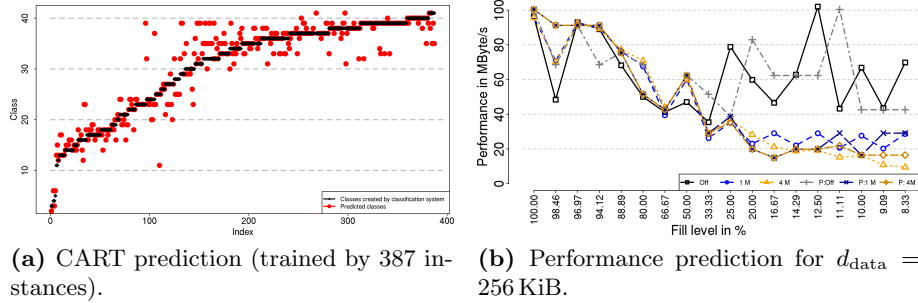 40
30
20
10
Class
0
100
200
300
400
Index
Classes created by classification system
Predicted classes
(a) CART prediction (trained by 387 in-
stances).
100
80
60
40
20
0
Performance in MByte/s
Off
1 M
4 M
P:Off
P:1 M
P: 4M
100.00
98.46
96.97
94.12
88.89
80.00
66.67
50.00
33.33
25.00
20.00
16.67
14.29
12.50
11.11
10.00
9.09
8.33
Fill level in %
(b) Performance prediction for d_data =
256 KiB.